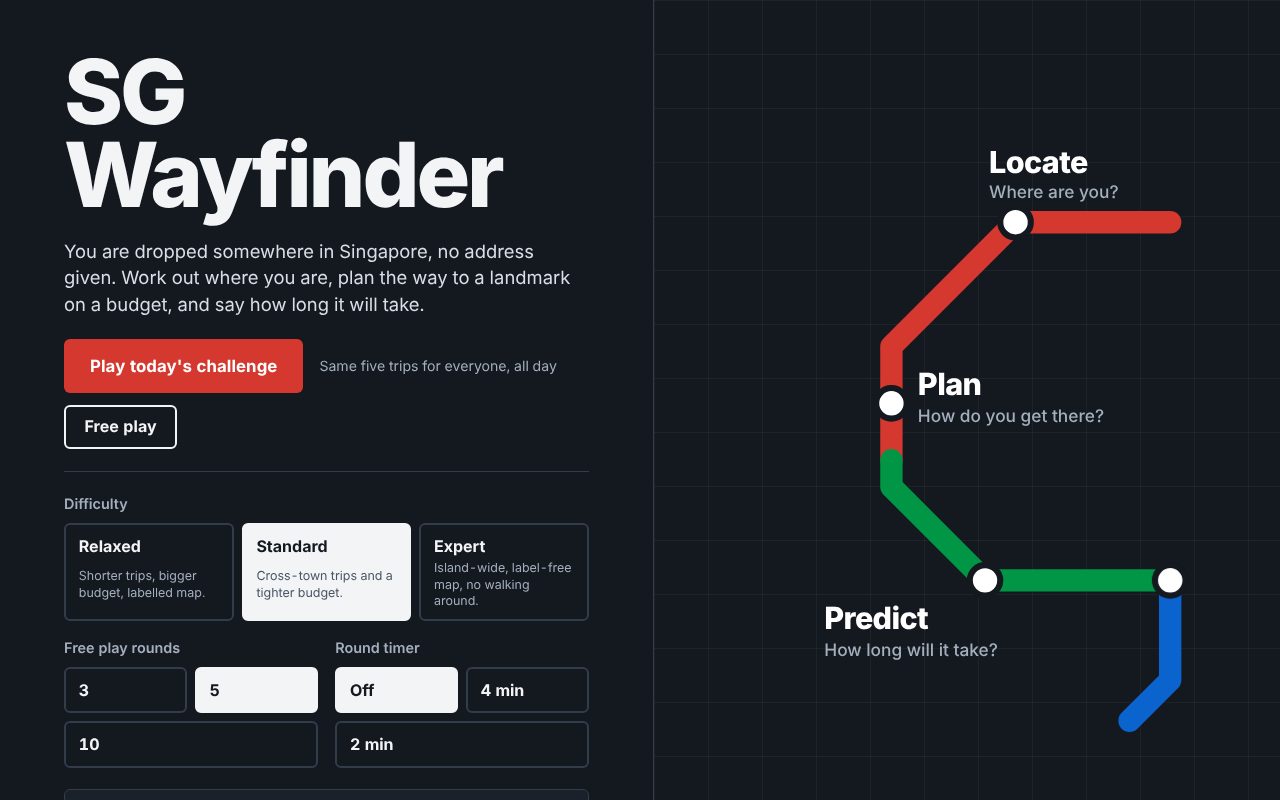 SG
Wayfinder
You are dropped somewhere in Singapore, no address
given. Work out where you are, plan the way to a landmark
on a budget, and say how long it will take.
Play today's challenge
Same five trips for everyone, all day
Free play
Difficulty
Relaxed
Shorter trips, bigger
budget, labelled map.
Standard
Cross-town trips and a
tighter budget.
Expert
Island-wide, label-free
map, no walking
around.
Free play rounds
3
5
10
Round timer
Off
4 min
2 min
Locate
Where are you?
Plan
How do you get there?
Predict
How long will it take?